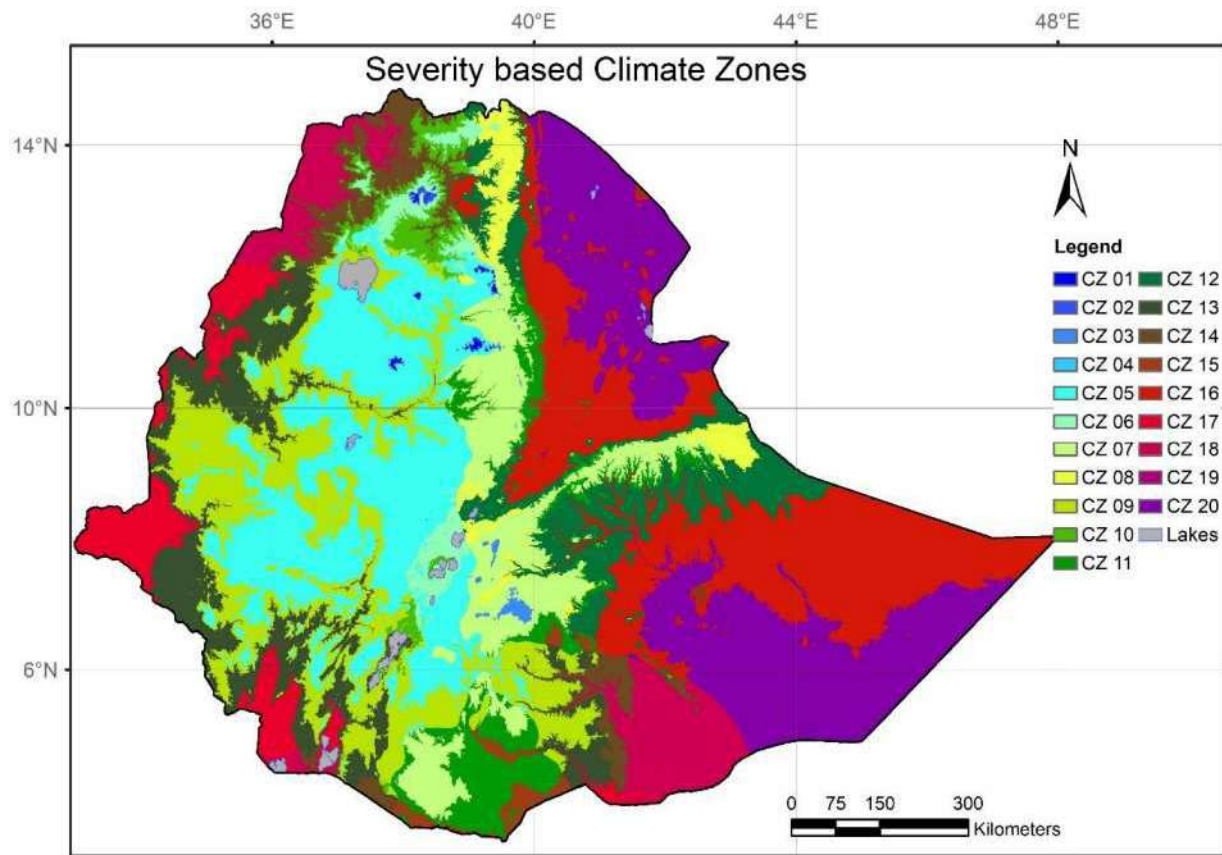 36°E 40°E 44°E 48°E
Severity based Climate Zones
14°N
10°N
6°N
N
Legend
CZ 01 CZ 12
CZ 02 CZ 13
CZ 03 CZ 14
CZ 04 CZ 15
CZ 05 CZ 16
CZ 06 CZ 17
CZ 07 CZ 18
CZ 08 CZ 19
CZ 09 CZ 20
CZ 10 Lakes
CZ 11
0 75 150 300
Kilometers